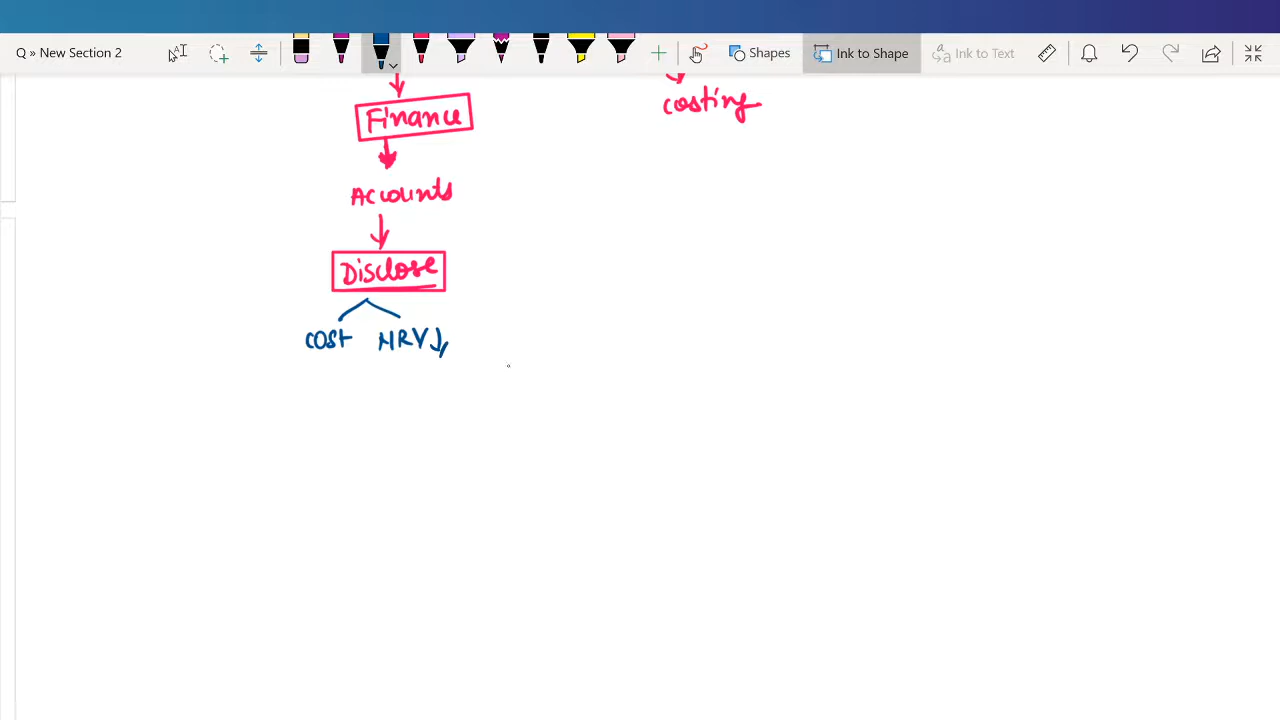 Q » New Section 2
Shapes
Ink to Shape
Ink to Text
costing
Finance
Accounts
Disclose
cost NRV↓